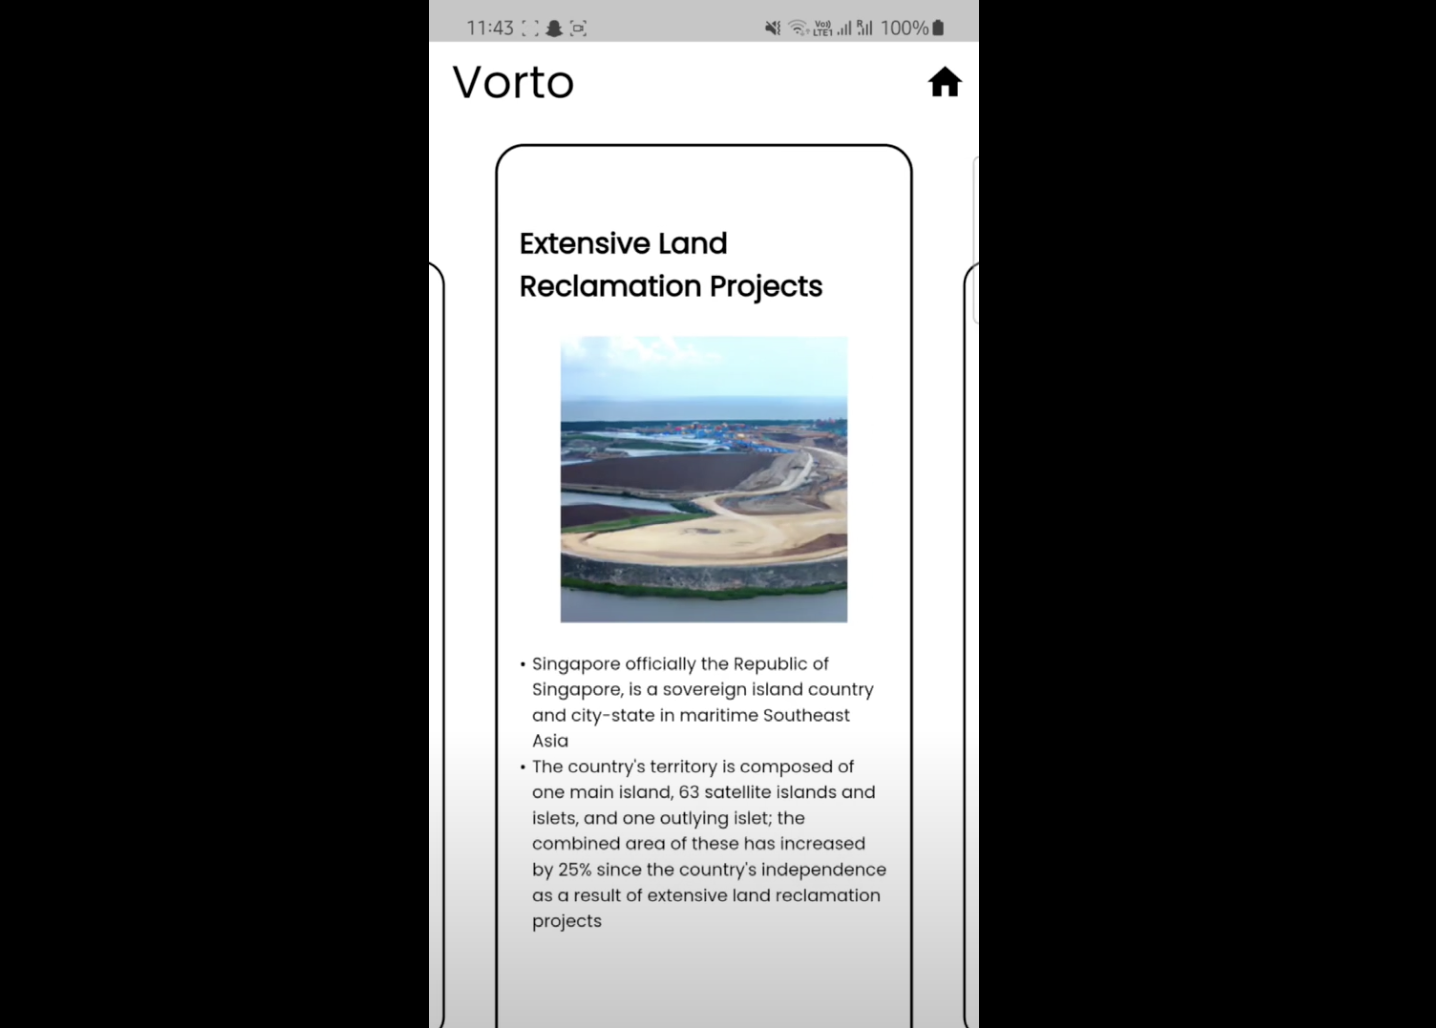 11:43 Vo)) LTE1 R 100%
Vorto
Extensive Land
Reclamation Projects
• Singapore officially the Republic of
Singapore, is a sovereign island country
and city-state in maritime Southeast
Asia
• The country's territory is composed of
one main island, 63 satellite islands and
islets, and one outlying islet; the
combined area of these has increased
by 25% since the country's independence
as a result of extensive land reclamation
projects